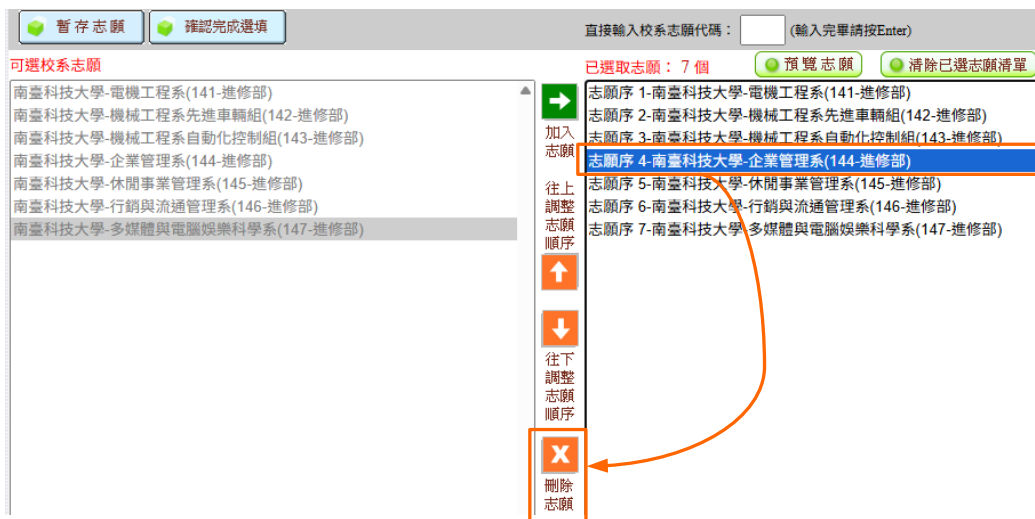 暫存志願
確認完成選填
直接輸入校系志願代碼：
(輸入完畢請按Enter)
可選校系志願
南臺科技大學-電機工程系(141-進修部)
南臺科技大學-機械工程系先進車輛組(142-進修部)
南臺科技大學-機械工程系自動化控制組(143-進修部)
南臺科技大學-企業管理系(144-進修部)
南臺科技大學-休閒事業管理系(145-進修部)
南臺科技大學-行銷與流通管理系(146-進修部)
南臺科技大學-多媒體與電腦娛樂科學系(147-進修部)
加入
志願
往上
調整
志願
順序
往下
調整
志願
順序
X
刪除
志願
已選取志願： 7 個
預覽志願
清除已選志願清單
志願序 1-南臺科技大學-電機工程系(141-進修部)
志願序 2-南臺科技大學-機械工程系先進車輛組(142-進修部)
志願序 3-南臺科技大學-機械工程系自動化控制組(143-進修部)
志願序 4-南臺科技大學-企業管理系(144-進修部)
志願序 5-南臺科技大學-休閒事業管理系(145-進修部)
志願序 6-南臺科技大學-行銷與流通管理系(146-進修部)
志願序 7-南臺科技大學-多媒體與電腦娛樂科學系(147-進修部)